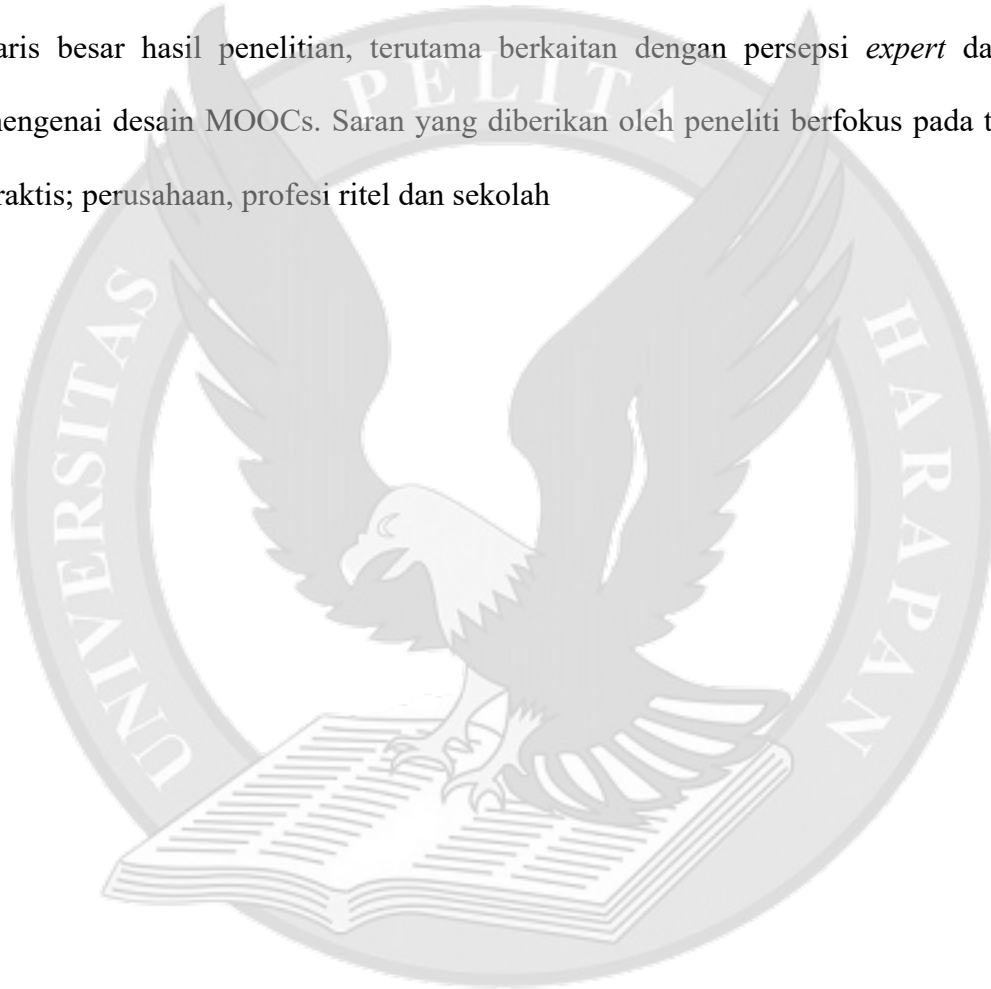 aris besar hasil penelitian, terutama berkaitan dengan persepsi expert da
engenai desain MOOCs. Saran yang diberikan oleh peneliti berfokus pada t
raktis; perusahaan, profesi ritel dan sekolah
UNIVERSITAS PELITA HARAPAN